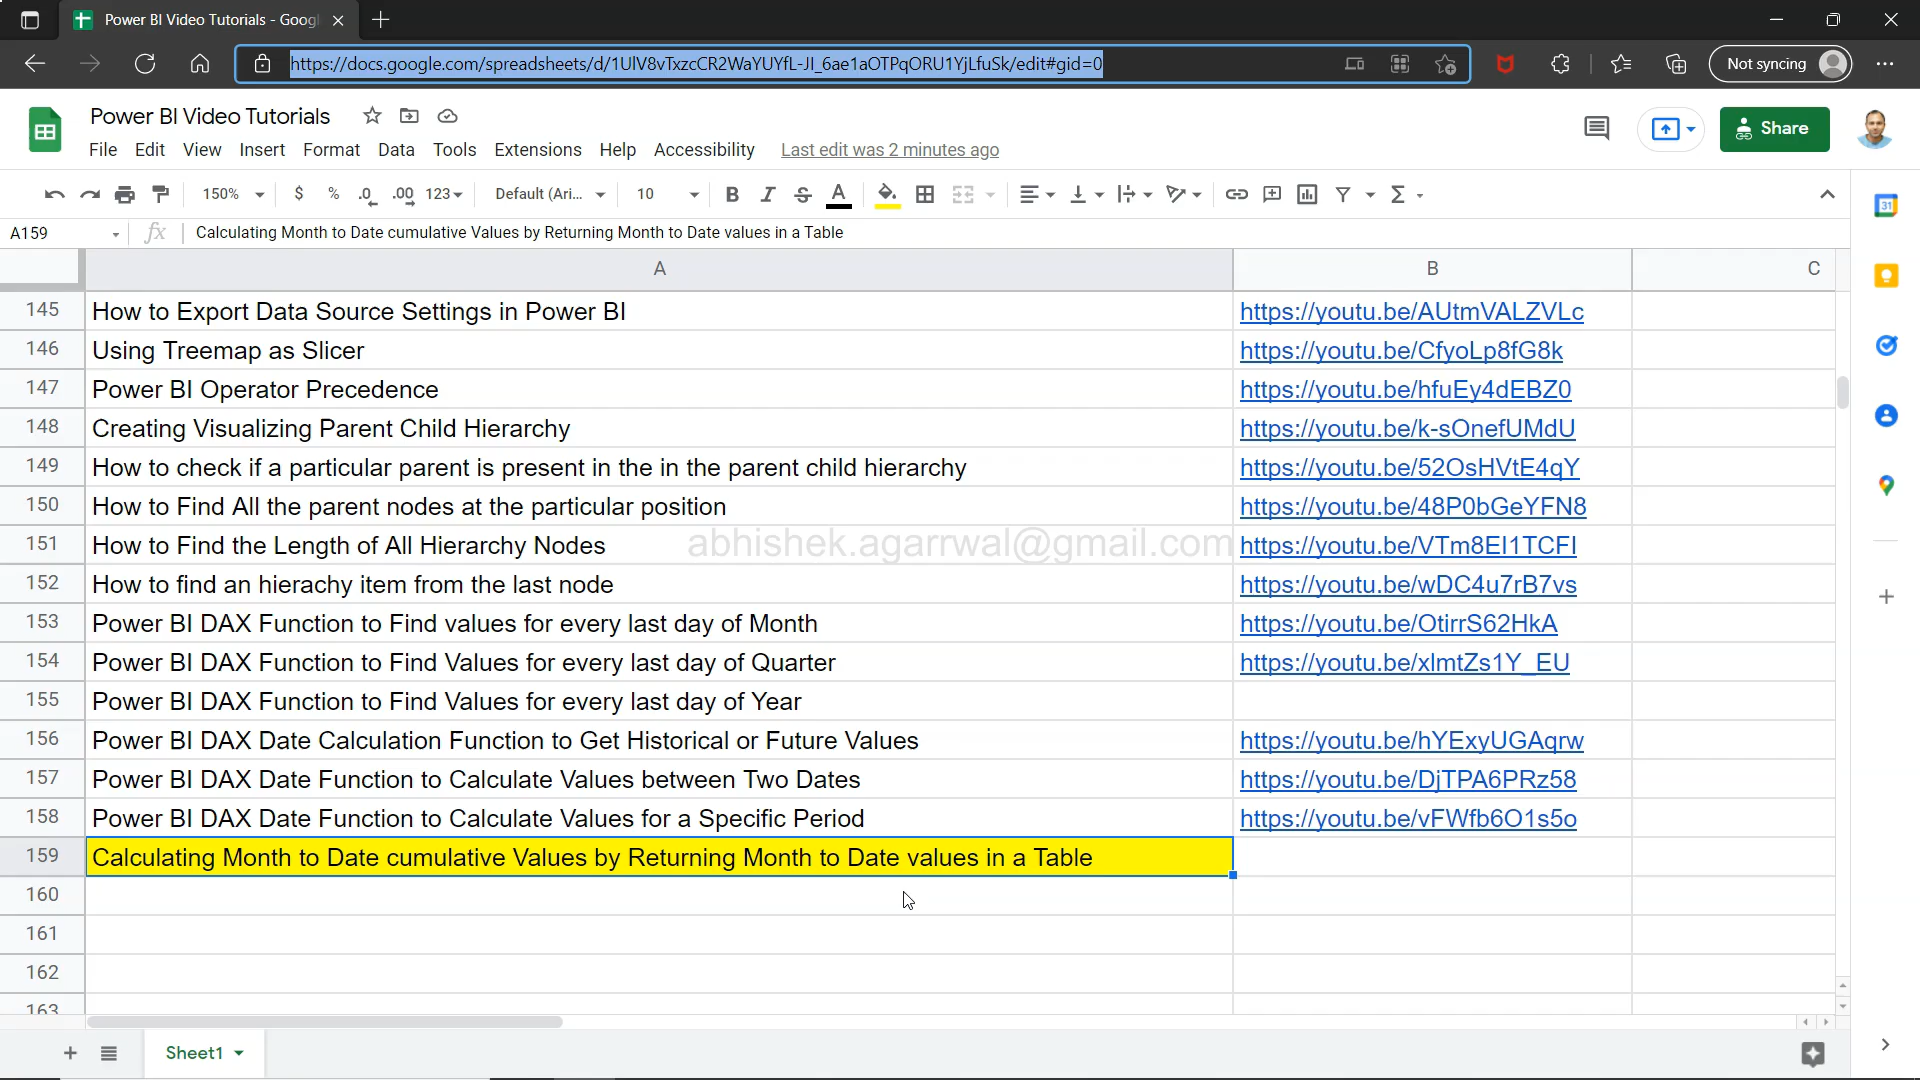 Power BI Video Tutorials - Goog
https://docs.google.com/spreadsheets/d/1UlV8vTxzcCR2WaYUYfL-Jl_6ae1aOTPqORU1YjLfuSk/edit#gid=0
Not syncing
Power BI Video Tutorials
File Edit View Insert Format Data Tools Extensions Help Accessibility Last edit was 2 minutes ago
Share
150% $ % .0 .00 123 Default (Ari... 10 B I S A
31
A159 fx Calculating Month to Date cumulative Values by Returning Month to Date values in a Table
A B C
145 How to Export Data Source Settings in Power BI https://youtu.be/AUtmVALZVLc
146 Using Treemap as Slicer https://youtu.be/CfyoLp8fG8k
147 Power BI Operator Precedence https://youtu.be/hfuEy4dEBZ0
148 Creating Visualizing Parent Child Hierarchy https://youtu.be/k-sOnefUMdU
149 How to check if a particular parent is present in the in the parent child hierarchy https://youtu.be/52OsHVtE4qY
150 How to Find All the parent nodes at the particular position https://youtu.be/48P0bGeYFN8
151 How to Find the Length of All Hierarchy Nodes https://youtu.be/VTm8EI1TCFI
abhishek.agarrwal@gmail.com
152 How to find an hierachy item from the last node https://youtu.be/wDC4u7rB7vs
153 Power BI DAX Function to Find values for every last day of Month https://youtu.be/OtirrS62HkA
154 Power BI DAX Function to Find Values for every last day of Quarter https://youtu.be/xlmtZs1Y_EU
155 Power BI DAX Function to Find Values for every last day of Year
156 Power BI DAX Date Calculation Function to Get Historical or Future Values https://youtu.be/hYExyUGAqrw
157 Power BI DAX Date Function to Calculate Values between Two Dates https://youtu.be/DjTPA6PRz58
158 Power BI DAX Date Function to Calculate Values for a Specific Period https://youtu.be/vFWfb6O1s5o
159 Calculating Month to Date cumulative Values by Returning Month to Date values in a Table
160
161
162
163
Sheet1